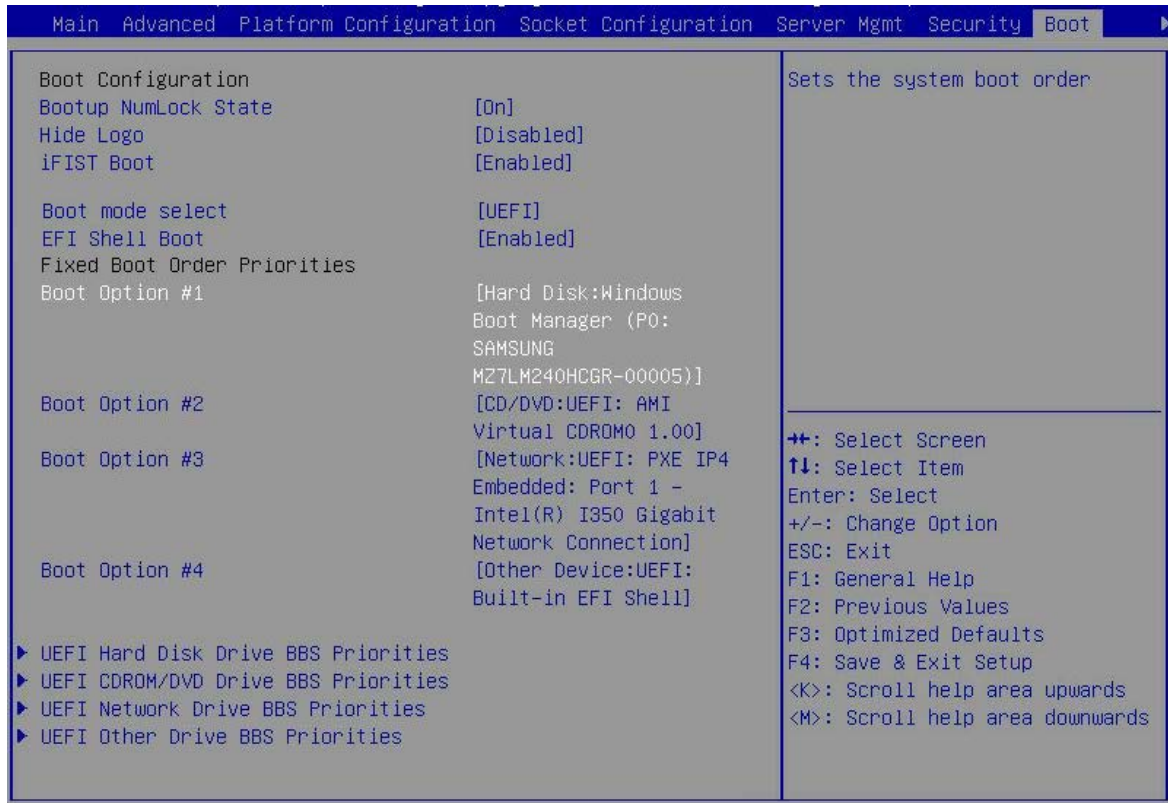 Main Advanced Platform Configuration Socket Configuration Server Mgmt Security Boot
Boot Configuration
Bootup NumLock State [On]
Hide Logo [Disabled]
iFIST Boot [Enabled]
Boot mode select [UEFI]
EFI Shell Boot [Enabled]
Fixed Boot Order Priorities
Boot Option #1 [Hard Disk:Windows
Boot Manager (P0:
SAMSUNG
MZ7LM240HCGR-00005)]
Boot Option #2 [CD/DVD:UEFI: AMI
Virtual CDROM0 1.00]
Boot Option #3 [Network:UEFI: PXE IP4
Embedded: Port 1 -
Intel(R) I350 Gigabit
Network Connection]
Boot Option #4 [Other Device:UEFI:
Built-in EFI Shell]
UEFI Hard Disk Drive BBS Priorities
UEFI CDROM/DVD Drive BBS Priorities
UEFI Network Drive BBS Priorities
UEFI Other Drive BBS Priorities
Sets the system boot order
→←: Select Screen
↑↓: Select Item
Enter: Select
+/-: Change Option
ESC: Exit
F1: General Help
F2: Previous Values
F3: Optimized Defaults
F4: Save & Exit Setup
<K>: Scroll help area upwards
<M>: Scroll help area downwards